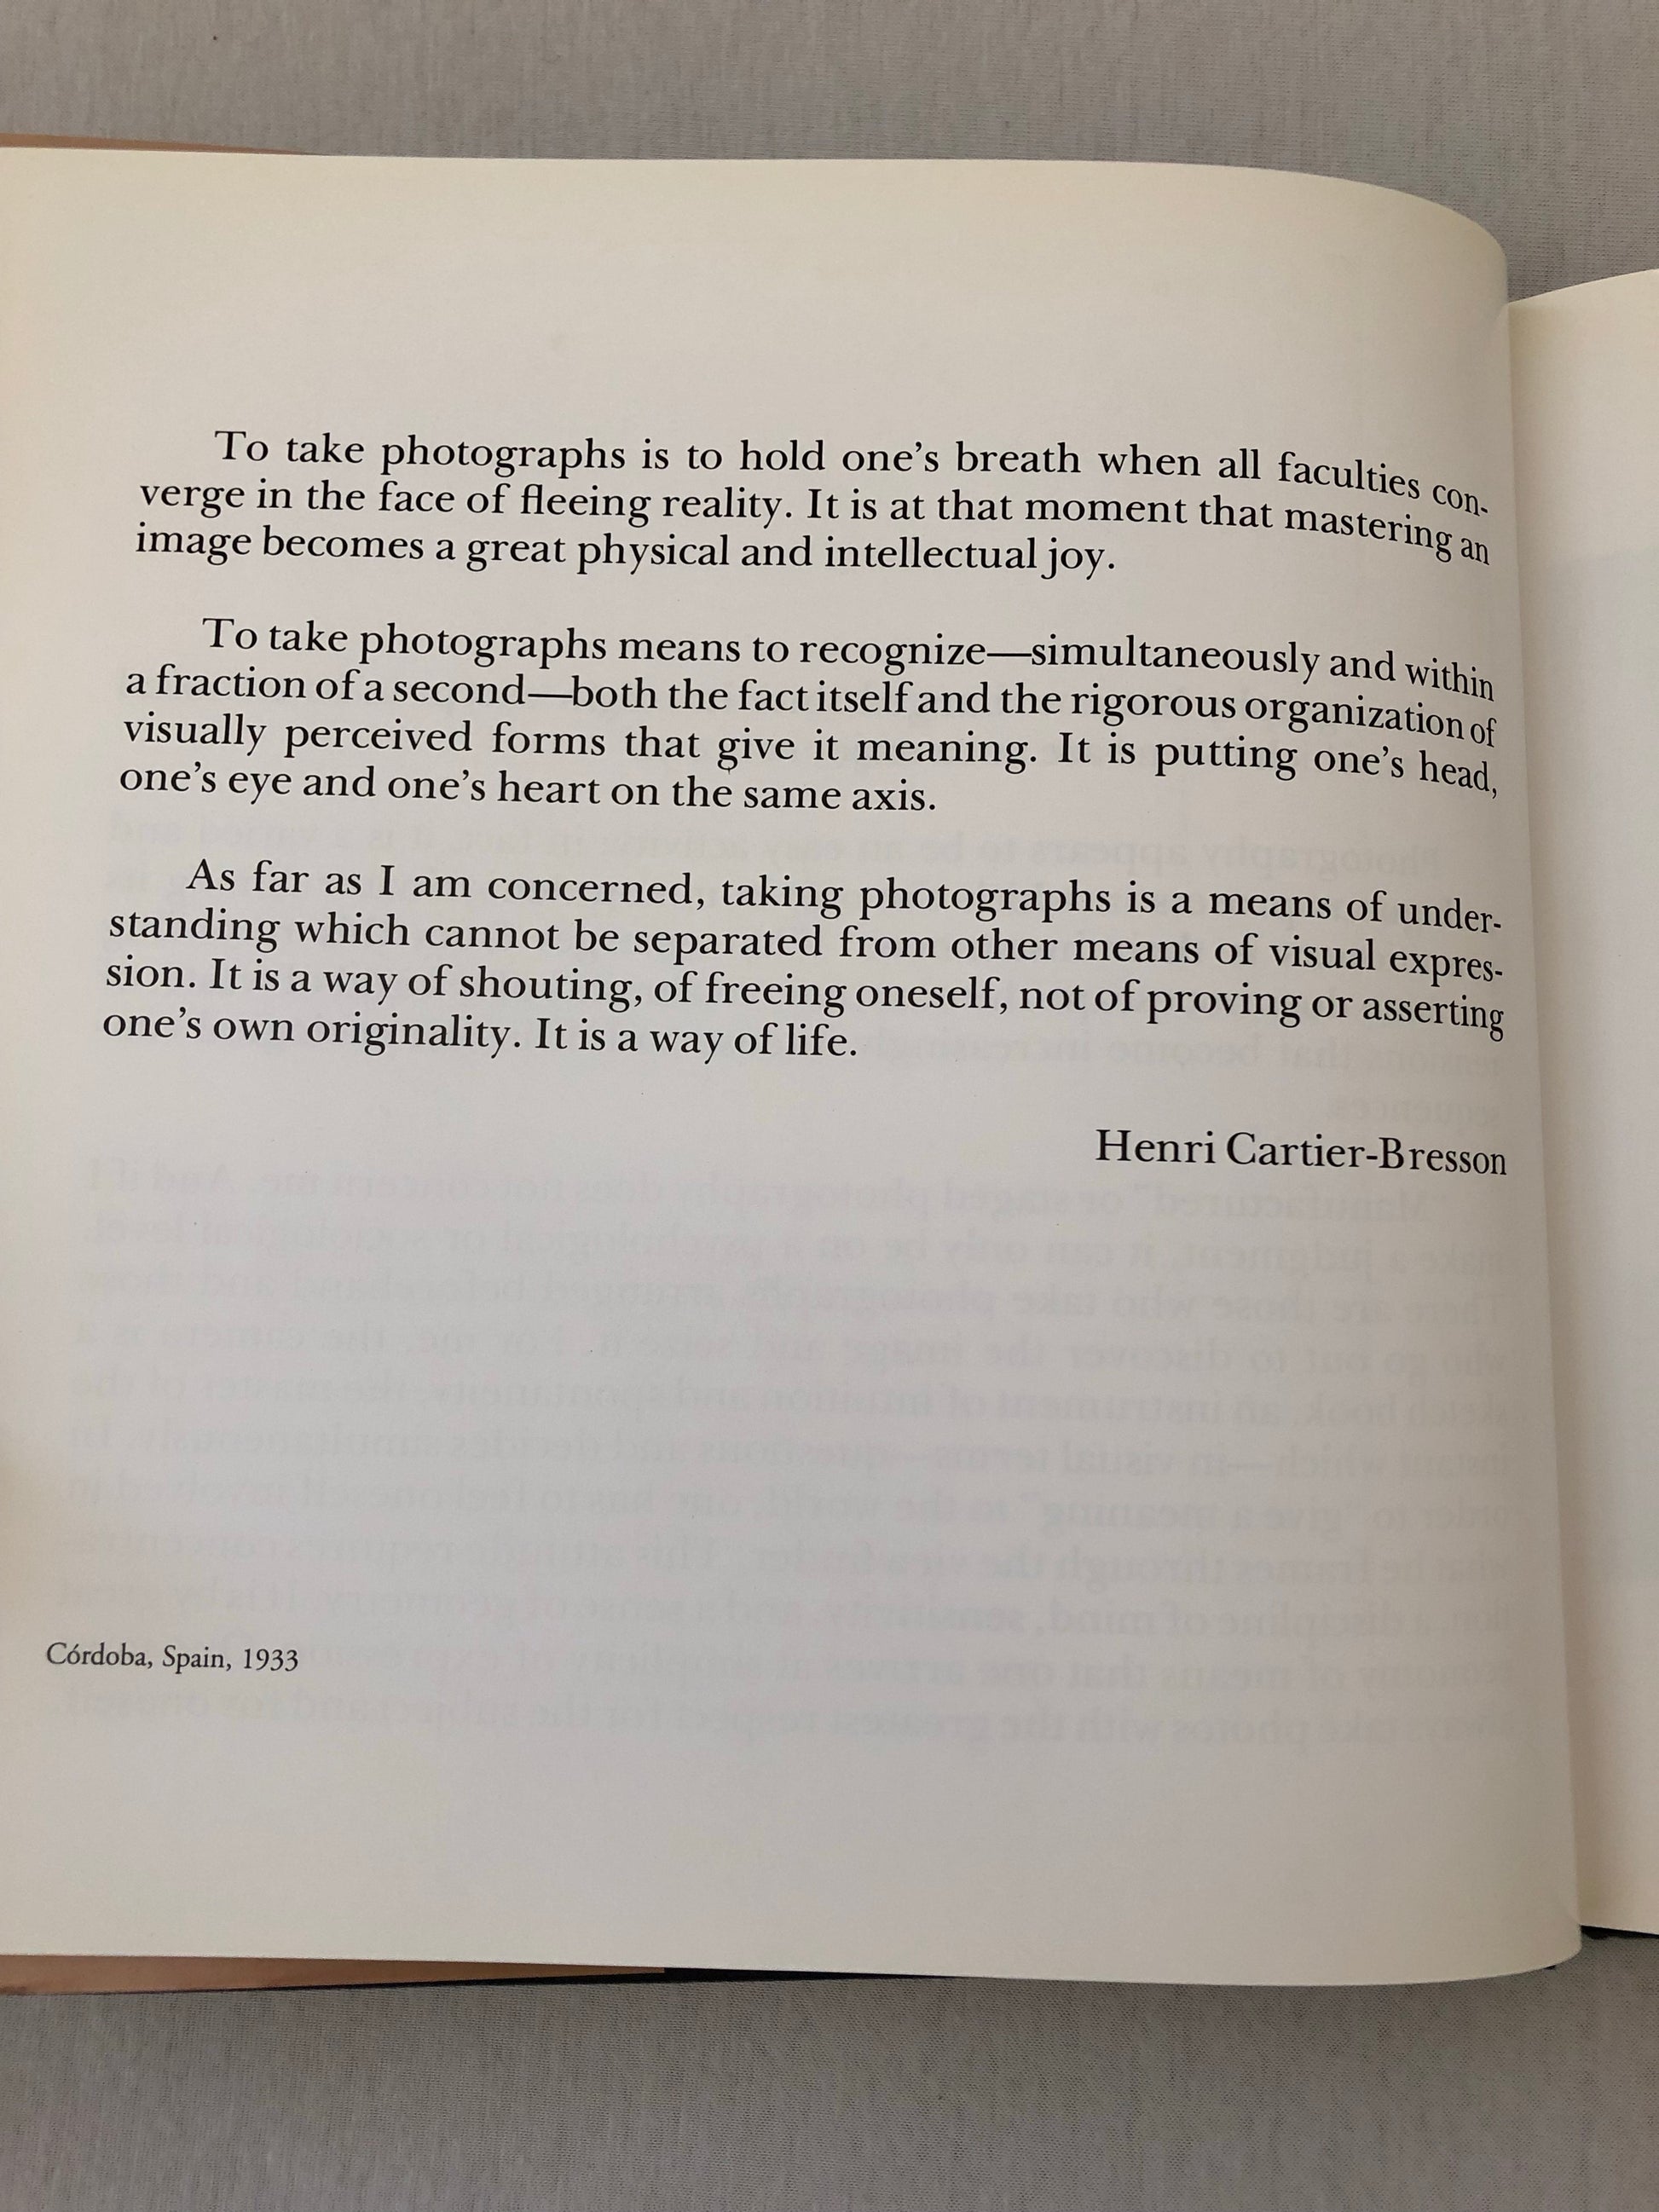 To take photographs is to hold one's breath when all faculties con-
verge in the face of fleeing reality. It is at that moment that mastering an
image becomes a great physical and intellectual joy.
To take photographs means to recognize—simultaneously and within
a fraction of a second—both the fact itself and the rigorous organization of
visually perceived forms that give it meaning. It is putting one's head,
one's eye and one's heart on the same axis.
As far as I am concerned, taking photographs is a means of under-
standing which cannot be separated from other means of visual expres-
sion. It is a way of shouting, of freeing oneself, not of proving or asserting
one's own originality. It is a way of life.
Henri Cartier-Bresson
Córdoba, Spain, 1933